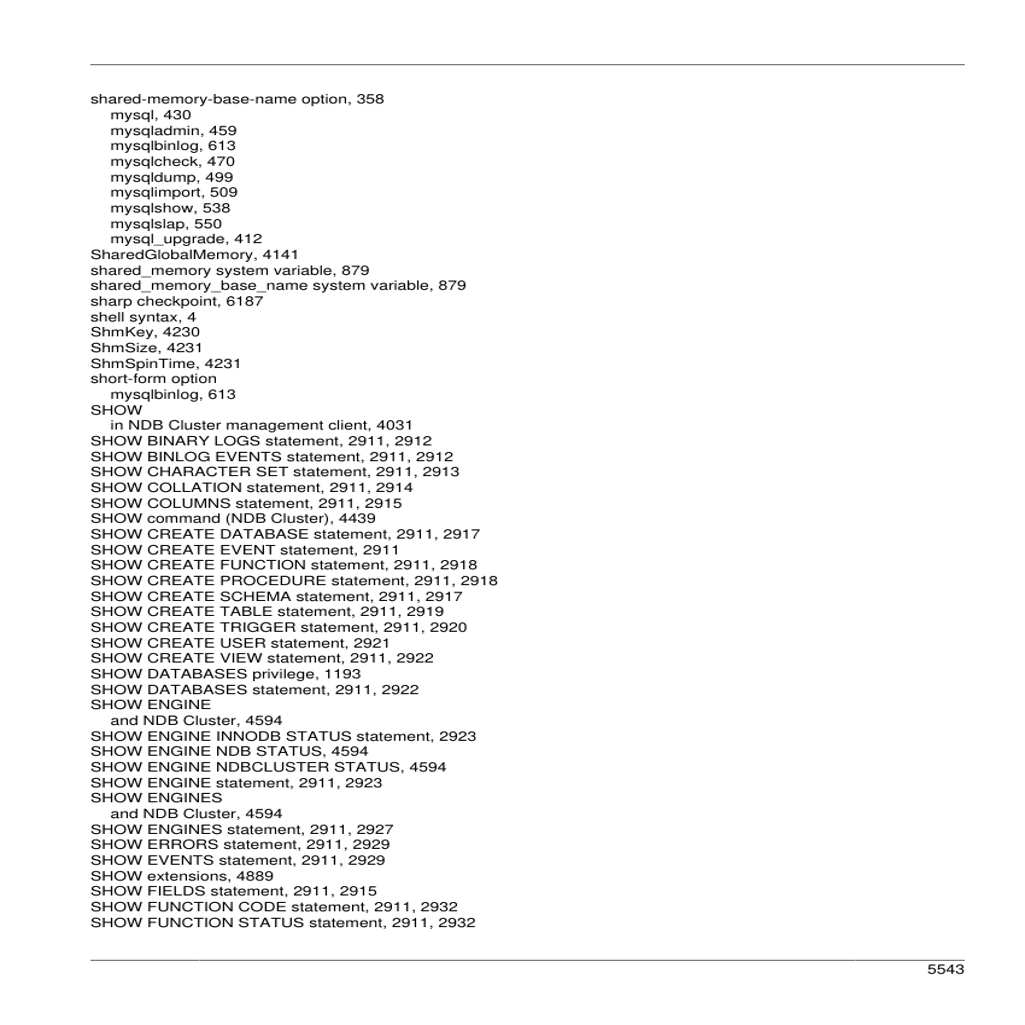 shared-memory-base-name option, 358
mysql, 430
mysqladmin, 459
mysqlbinlog, 613
mysqlcheck, 470
mysqldump, 499
mysqlimport, 509
mysqlshow, 538
mysqlslap, 550
mysql_upgrade, 412
SharedGlobalMemory, 4141
shared_memory system variable, 879
shared_memory_base_name system variable, 879
sharp checkpoint, 6187
shell syntax, 4
ShmKey, 4230
ShmSize, 4231
ShmSpinTime, 4231
short-form option
mysqlbinlog, 613
SHOW
in NDB Cluster management client, 4031
SHOW BINARY LOGS statement, 2911, 2912
SHOW BINLOG EVENTS statement, 2911, 2912
SHOW CHARACTER SET statement, 2911, 2913
SHOW COLLATION statement, 2911, 2914
SHOW COLUMNS statement, 2911, 2915
SHOW command (NDB Cluster), 4439
SHOW CREATE DATABASE statement, 2911, 2917
SHOW CREATE EVENT statement, 2911
SHOW CREATE FUNCTION statement, 2911, 2918
SHOW CREATE PROCEDURE statement, 2911, 2918
SHOW CREATE SCHEMA statement, 2911, 2917
SHOW CREATE TABLE statement, 2911, 2919
SHOW CREATE TRIGGER statement, 2911, 2920
SHOW CREATE USER statement, 2921
SHOW CREATE VIEW statement, 2911, 2922
SHOW DATABASES privilege, 1193
SHOW DATABASES statement, 2911, 2922
SHOW ENGINE
and NDB Cluster, 4594
SHOW ENGINE INNODB STATUS statement, 2923
SHOW ENGINE NDB STATUS, 4594
SHOW ENGINE NDBCLUSTER STATUS, 4594
SHOW ENGINE statement, 2911, 2923
SHOW ENGINES
and NDB Cluster, 4594
SHOW ENGINES statement, 2911, 2927
SHOW ERRORS statement, 2911, 2929
SHOW EVENTS statement, 2911, 2929
SHOW extensions, 4889
SHOW FIELDS statement, 2911, 2915
SHOW FUNCTION CODE statement, 2911, 2932
SHOW FUNCTION STATUS statement, 2911, 2932
5543